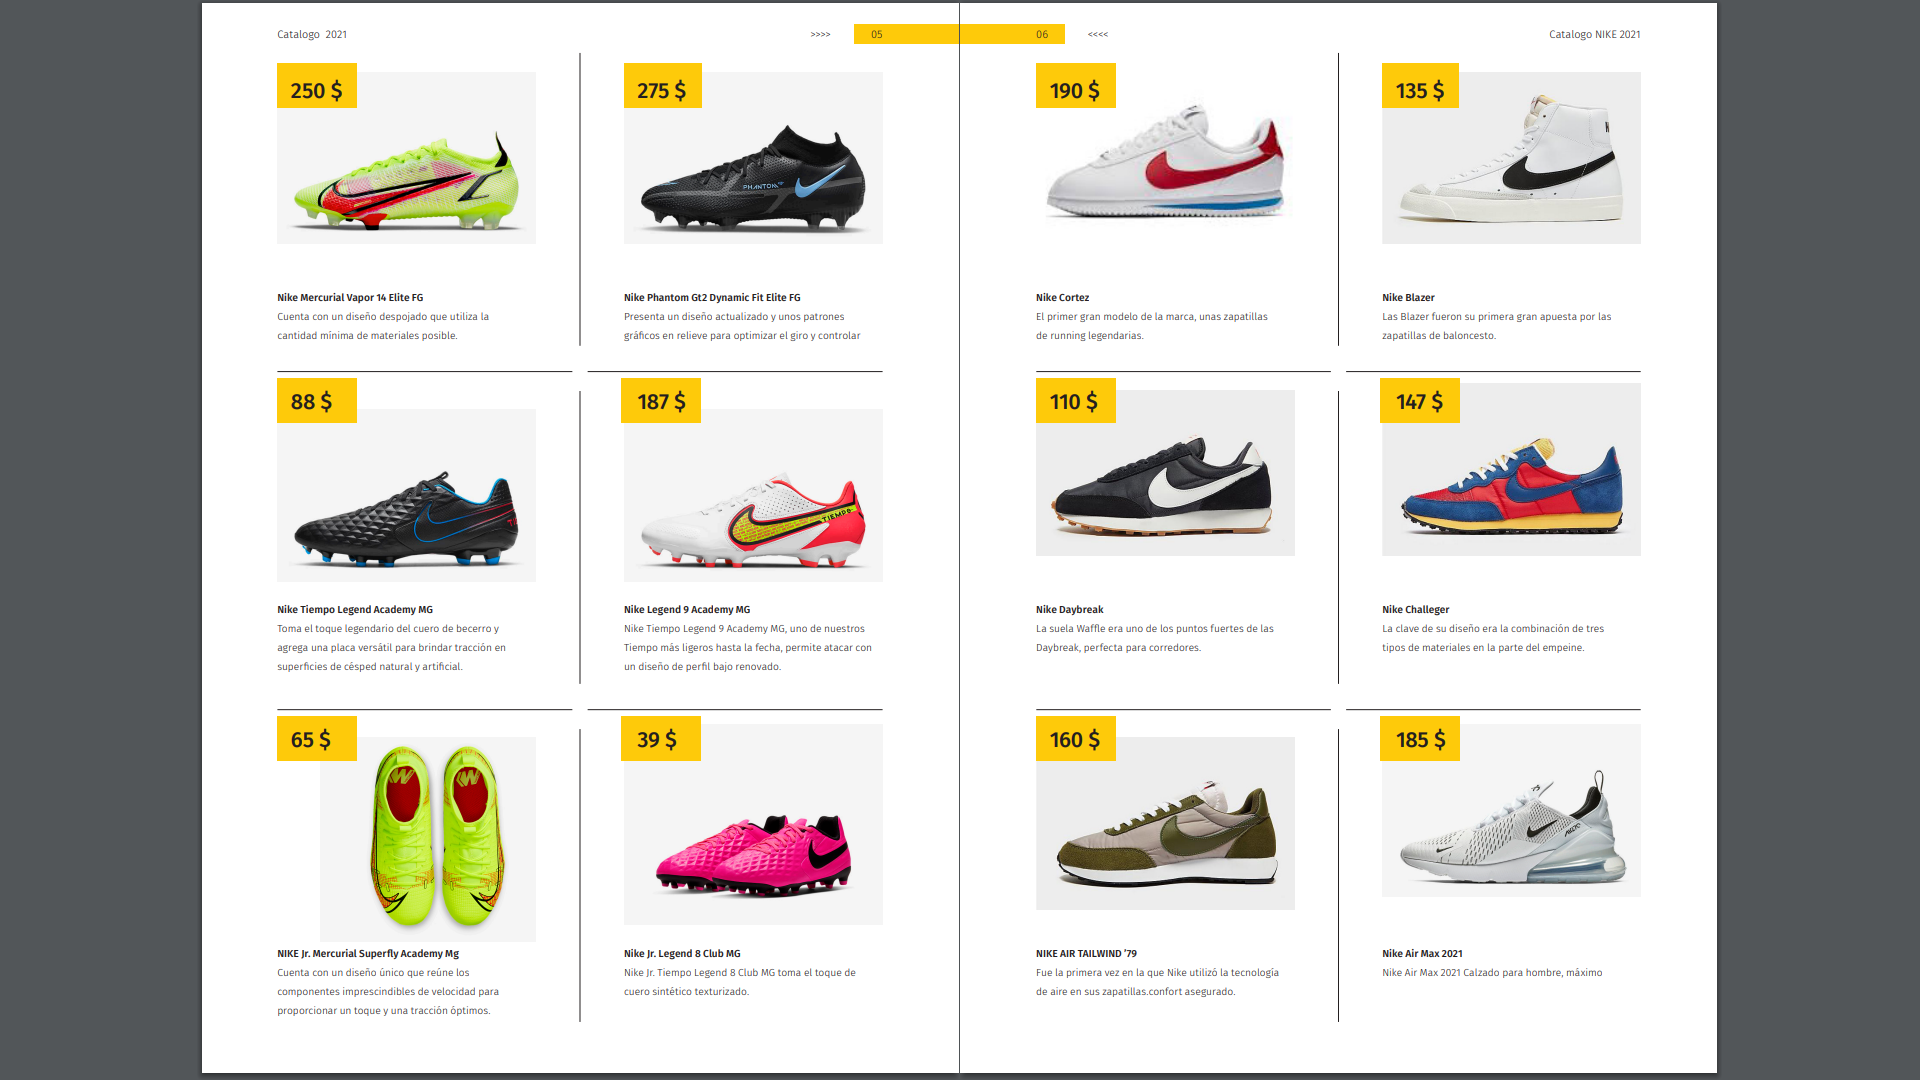 Catalogo 2021
>>>>
05
250 $
Nike Mercurial Vapor 14 Elite FG
Cuenta con un diseño despojado que utiliza la
cantidad mínima de materiales posible.
275 $
PHANTOM
Nike Phantom Gt2 Dynamic Fit Elite FG
Presenta un diseño actualizado y unos patrones
gráficos en relieve para optimizar el giro y controlar
88 $
Nike Tiempo Legend Academy MG
Toma el toque legendario del cuero de becerro y
agrega una placa versátil para brindar tracción en
superficies de césped natural y artificial.
187 $
TIEMPO
Nike Legend 9 Academy MG
Nike Tiempo Legend 9 Academy MG, uno de nuestros
Tiempo más ligeros hasta la fecha, permite atacar con
un diseño de perfil bajo renovado.
65 $
NIKE Jr. Mercurial Superfly Academy Mg
Cuenta con un diseño único que reúne los
componentes imprescindibles de velocidad para
proporcionar un toque y una tracción óptimos.
39 $
Nike Jr. Legend 8 Club MG
Nike Jr. Tiempo Legend 8 Club MG toma el toque de
cuero sintético texturizado.
06
<<<<
Catalogo NIKE 2021
190 $
Nike Cortez
El primer gran modelo de la marca, unas zapatillas
de running legendarias.
135 $
Nike Blazer
Las Blazer fueron su primera gran apuesta por las
zapatillas de baloncesto.
110 $
Nike Daybreak
La suela Waffle era uno de los puntos fuertes de las
Daybreak, perfecta para corredores.
147 $
Nike Challeger
La clave de su diseño era la combinación de tres
tipos de materiales en la parte del empeine.
160 $
NIKE AIR TAILWIND ’79
Fue la primera vez en la que Nike utilizó la tecnología
de aire en sus zapatillas.confort asegurado.
185 $
Nike Air Max 2021
Nike Air Max 2021 Calzado para hombre, máximo